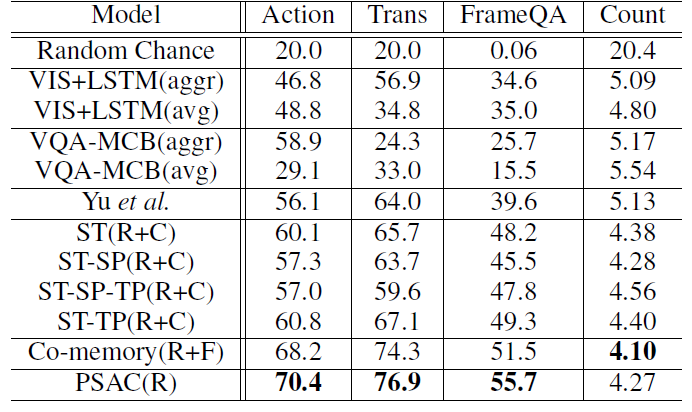 Model Action Trans FrameQA Count
Random Chance 20.0 20.0 0.06 20.4
VIS+LSTM(aggr) 46.8 56.9 34.6 5.09
VIS+LSTM(avg) 48.8 34.8 35.0 4.80
VQA-MCB(aggr) 58.9 24.3 25.7 5.17
VQA-MCB(avg) 29.1 33.0 15.5 5.54
Yu et al. 56.1 64.0 39.6 5.13
ST(R+C) 60.1 65.7 48.2 4.38
ST-SP(R+C) 57.3 63.7 45.5 4.28
ST-SP-TP(R+C) 57.0 59.6 47.8 4.56
ST-TP(R+C) 60.8 67.1 49.3 4.40
Co-memory(R+F) 68.2 74.3 51.5 4.10
PSAC(R) 70.4 76.9 55.7 4.27